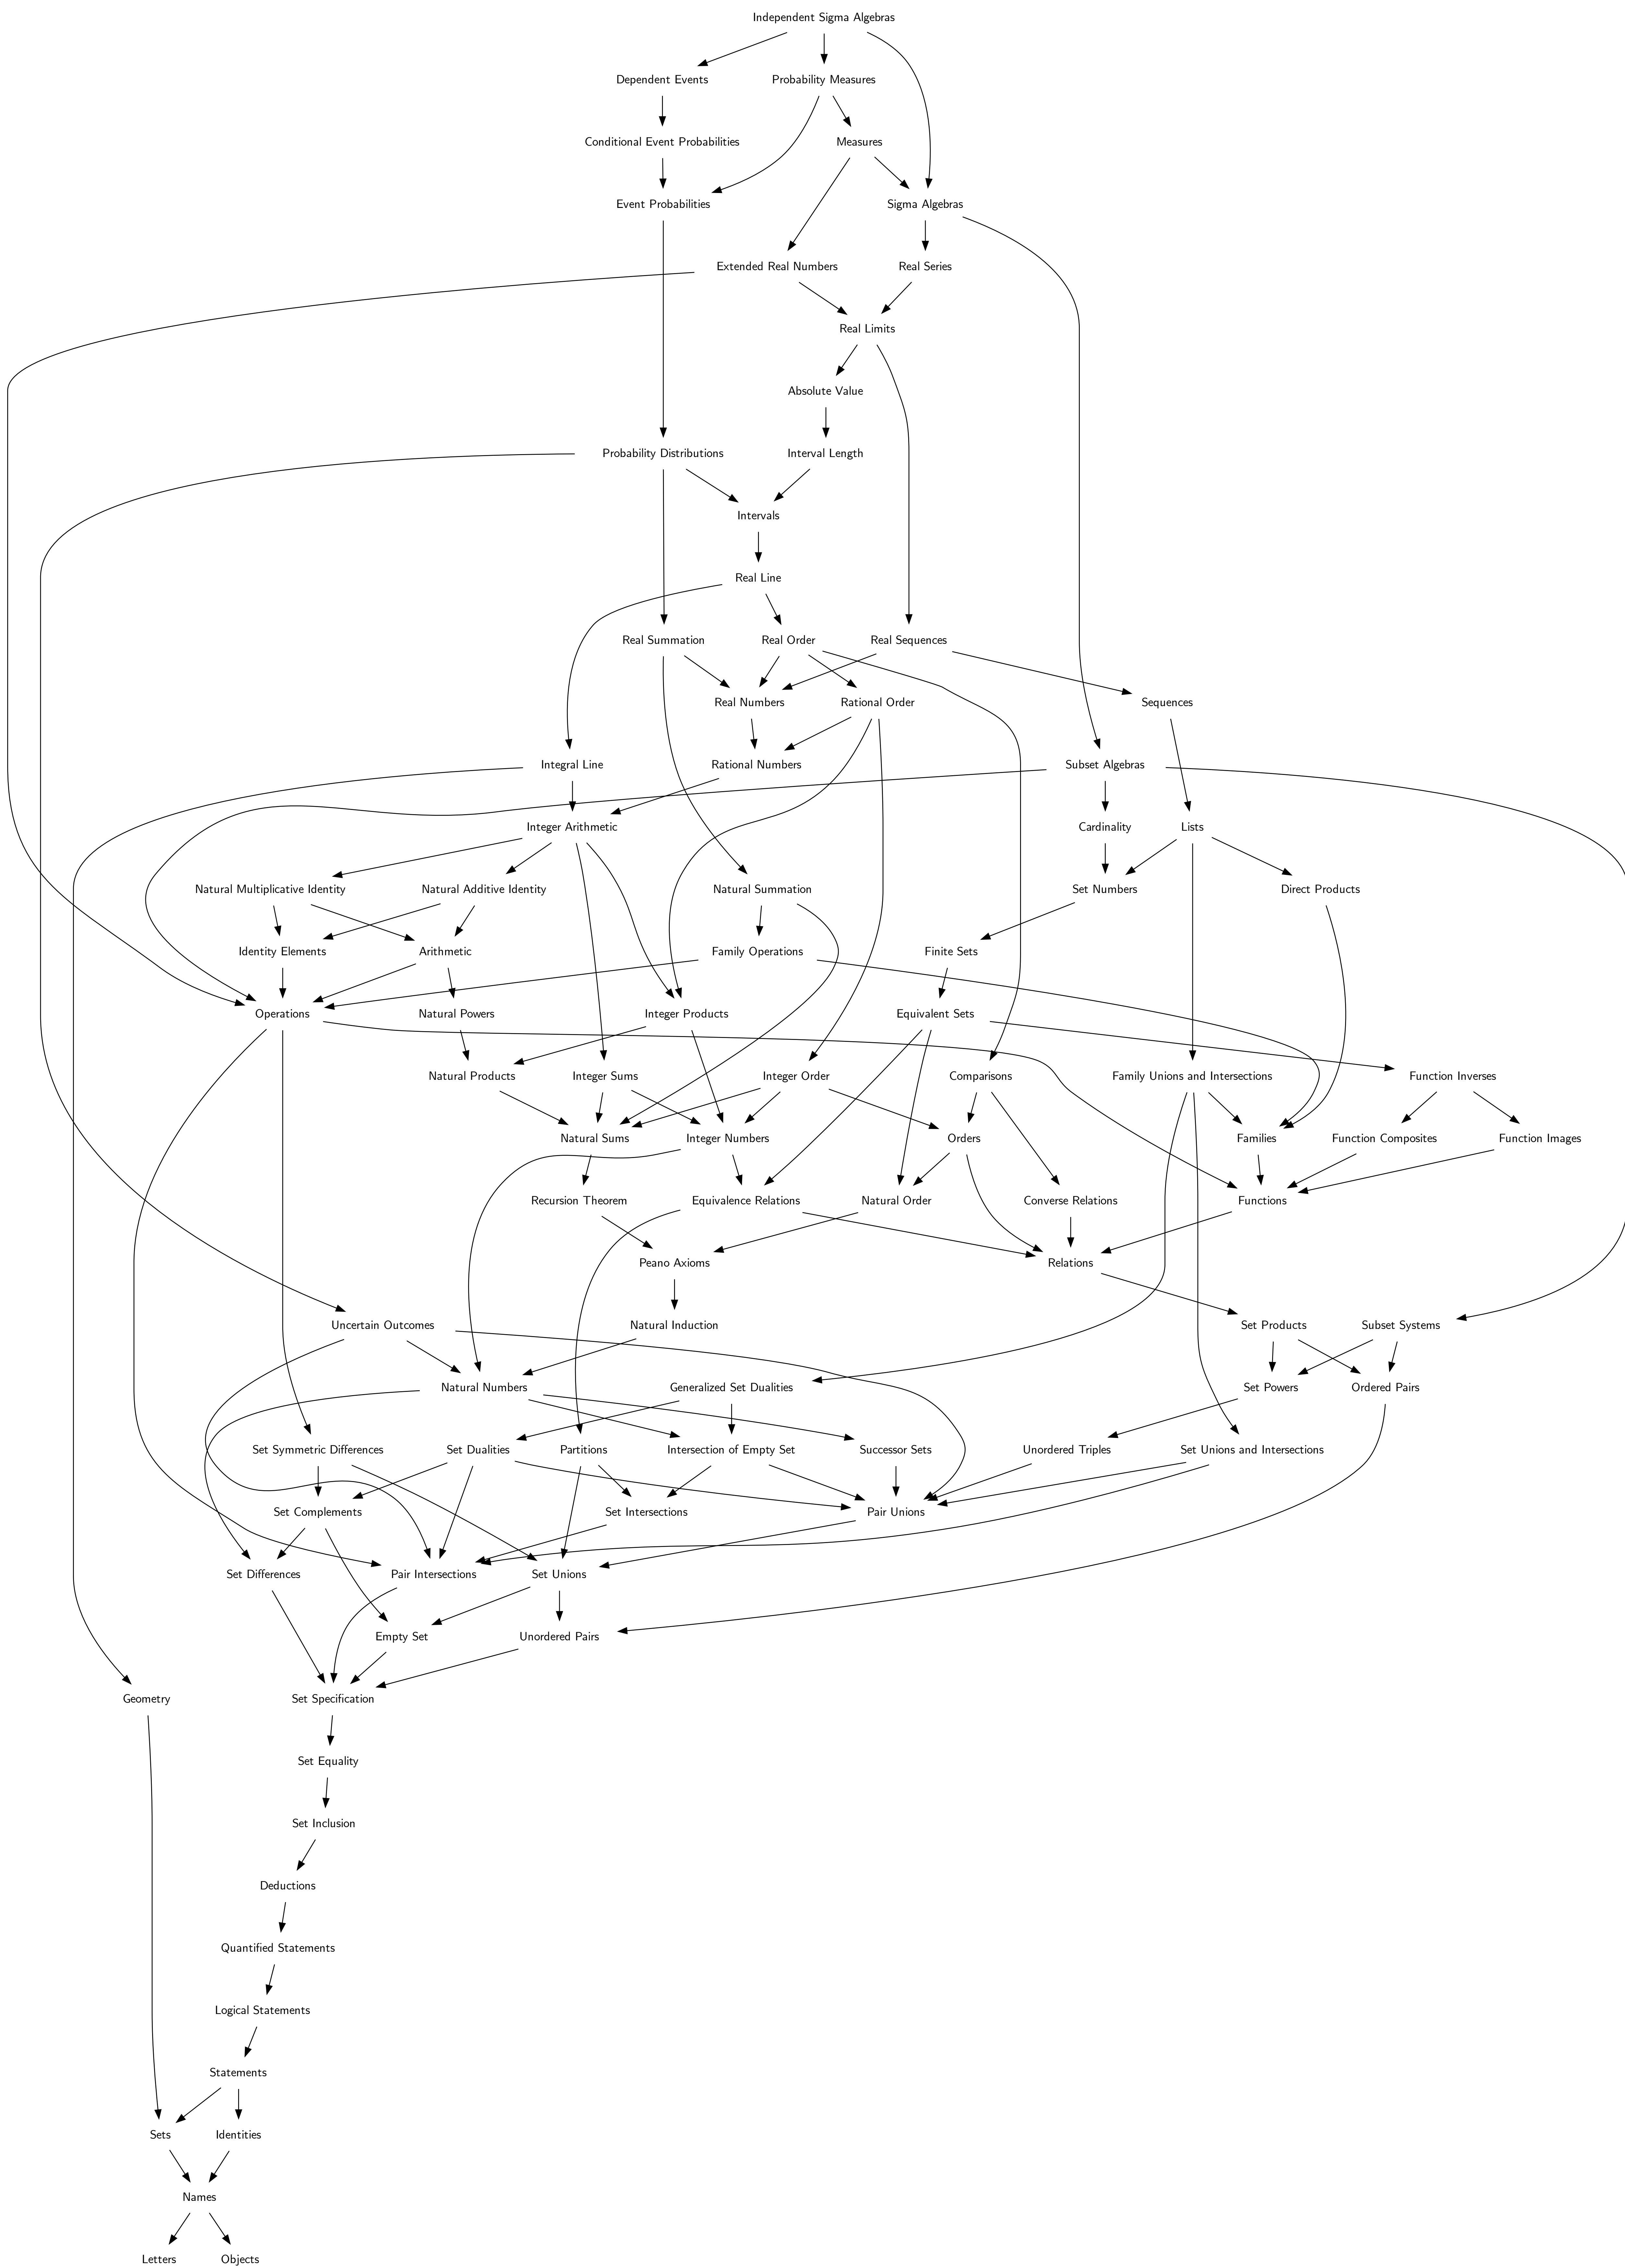 Independent Sigma Algebras
Dependent Events
Probability Measures
Conditional Event Probabilities
Measures
Event Probabilities
Sigma Algebras
Extended Real Numbers
Real Series
Real Limits
Absolute Value
Probability Distributions
Interval Length
Intervals
Real Line
Real Summation
Real Order
Real Sequences
Real Numbers
Rational Order
Sequences
Integral Line
Rational Numbers
Subset Algebras
Integer Arithmetic
Cardinality
Lists
Natural Multiplicative Identity
Natural Additive Identity
Natural Summation
Set Numbers
Direct Products
Identity Elements
Arithmetic
Family Operations
Finite Sets
Operations
Natural Powers
Integer Products
Equivalent Sets
Natural Products
Integer Sums
Integer Order
Comparisons
Family Unions and Intersections
Function Inverses
Natural Sums
Integer Numbers
Orders
Families
Function Composites
Function Images
Recursion Theorem
Equivalence Relations
Natural Order
Converse Relations
Functions
Peano Axioms
Relations
Uncertain Outcomes
Natural Induction
Set Products
Subset Systems
Natural Numbers
Generalized Set Dualities
Set Powers
Ordered Pairs
Set Symmetric Differences
Set Dualities
Partitions
Intersection of Empty Set
Successor Sets
Unordered Triples
Set Unions and Intersections
Set Complements
Set Intersections
Pair Unions
Set Differences
Pair Intersections
Set Unions
Empty Set
Unordered Pairs
Geometry
Set Specification
Set Equality
Set Inclusion
Deductions
Quantified Statements
Logical Statements
Statements
Sets
Identities
Names
Letters
Objects